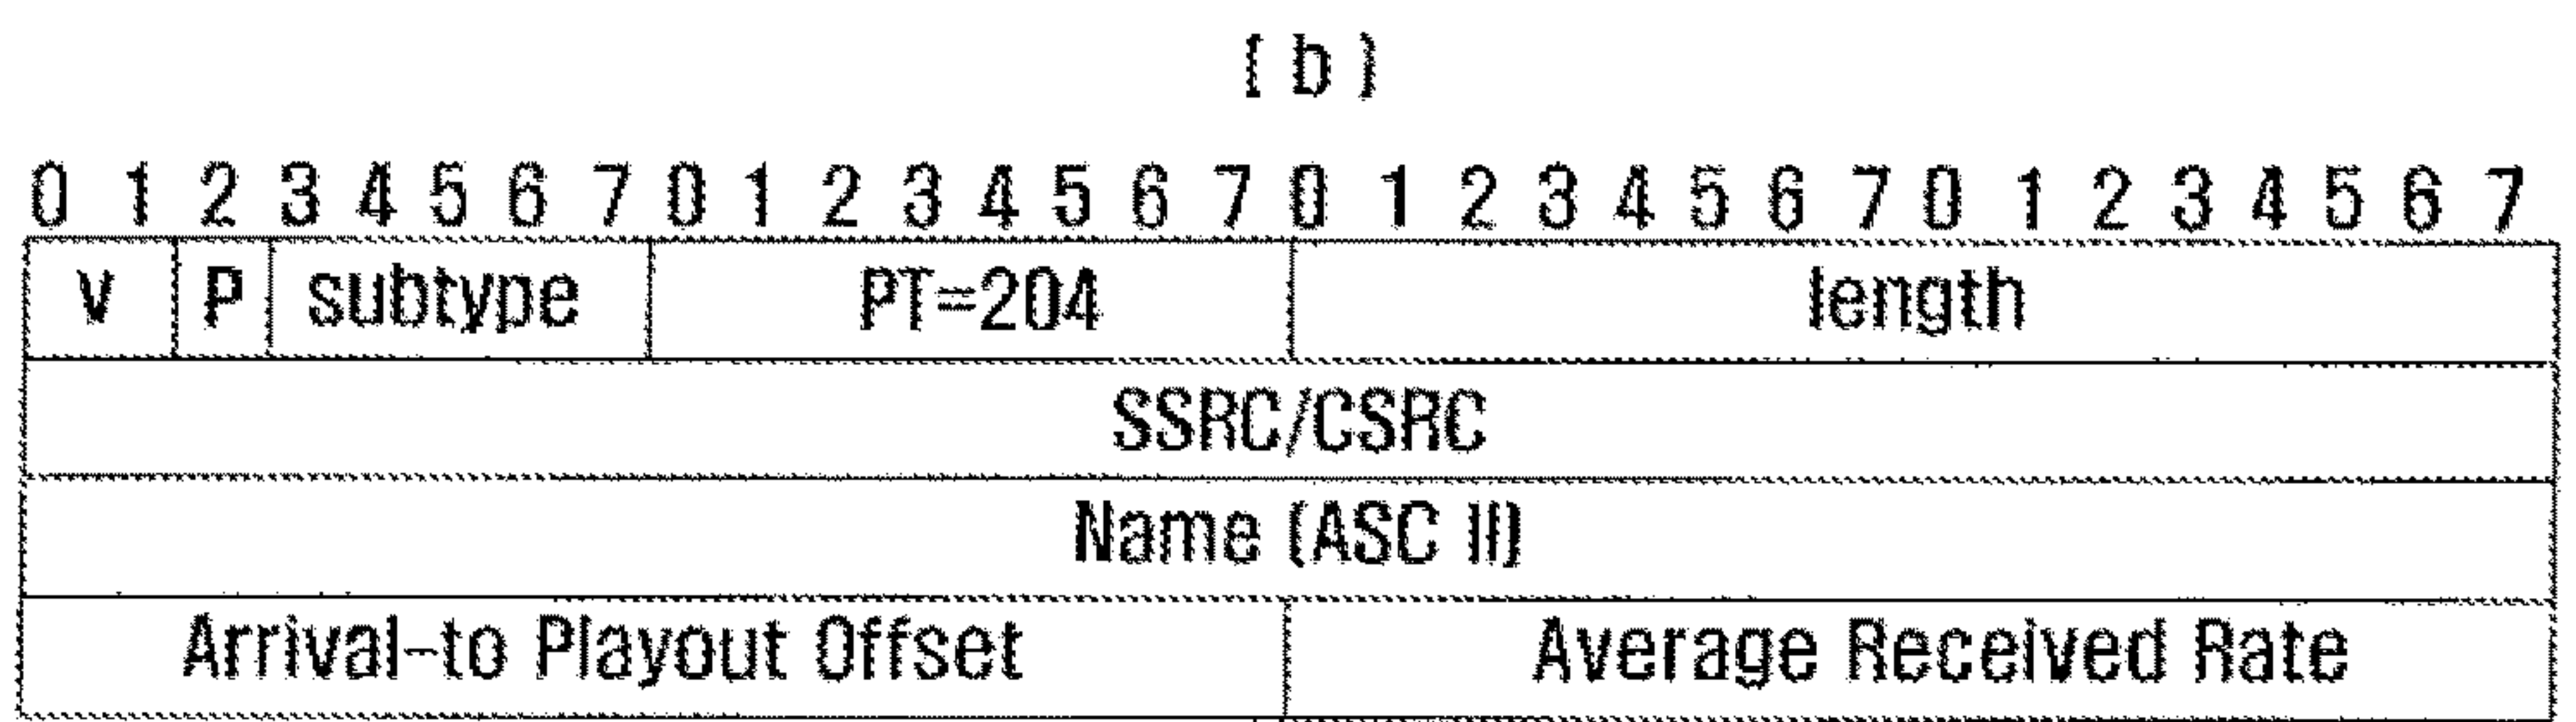 ( b )
0 1 2 3 4 5 6 7 0 1 2 3 4 5 6 7 0 1 2 3 4 5 6 7 0 1 2 3 4 5 6 7
V P subtype PT=204 length
SSRC/CSRC
Name (ASC II)
Arrival-to Playout Offset Average Received Rate